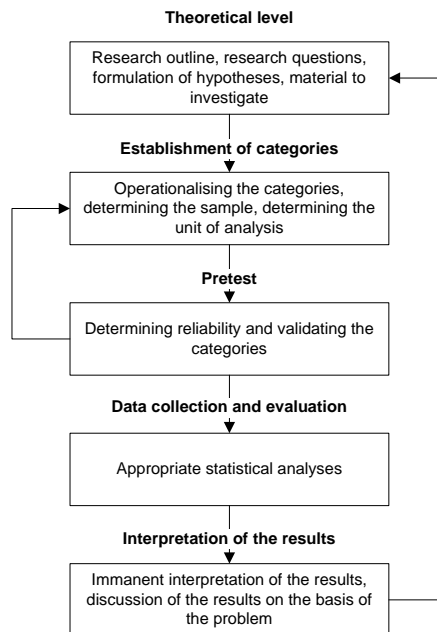 Theoretical level
Research outline, research questions,
formulation of hypotheses, material to
investigate
Establishment of categories
Operationalising the categories,
determining the sample, determining the
unit of analysis
Pretest
Determining reliability and validating the
categories
Data collection and evaluation
Appropriate statistical analyses
Interpretation of the results
Immanent interpretation of the results,
discussion of the results on the basis of
the problem